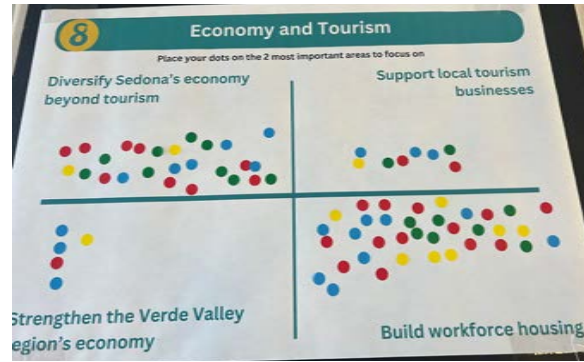 8
Economy and Tourism
Place your dots on the 2 most important areas to focus on
Diversify Sedona's economy
beyond tourism
Support local tourism
businesses
Strengthen the Verde Valley
egion's economy
Build workforce housing